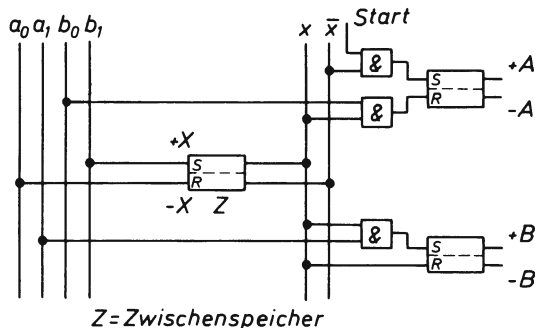 Start
a₀ a₁ b₀ b₁ x x̄
&
S +A
R -A
&
+X
S
R
-X Z
&
S +B
R -B
Z = Zwischenspeicher